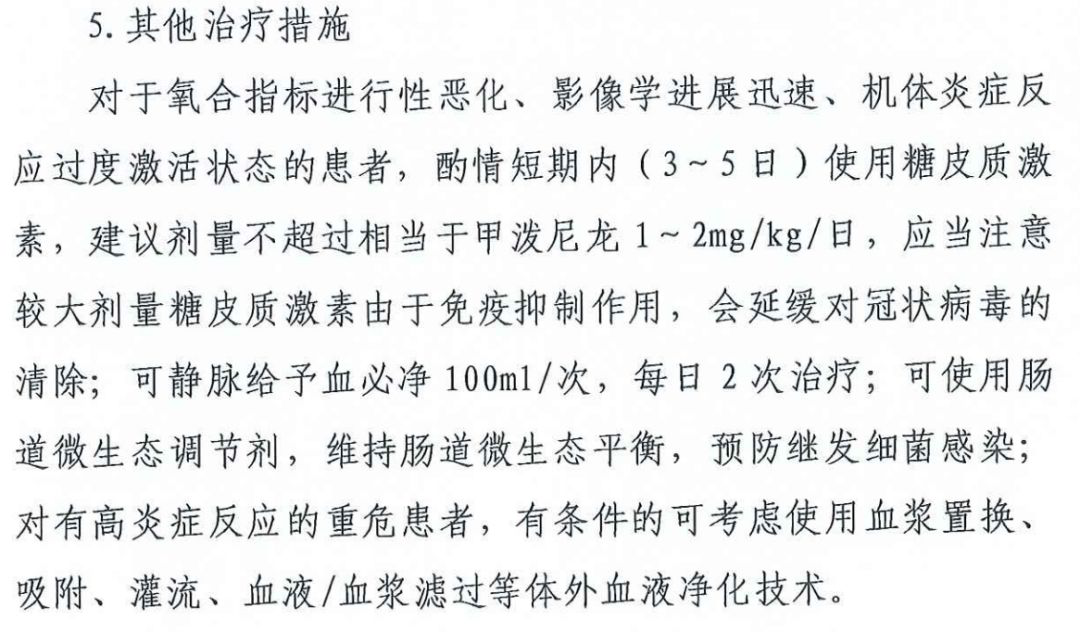 5. 其他治疗措施
对于氧合指标进行性恶化、影像学进展迅速、机体炎症反
应过度激活状态的患者，酌情短期内（3～5 日）使用糖皮质激
素，建议剂量不超过相当于甲泼尼龙 1～2mg/kg/日，应当注意
较大剂量糖皮质激素由于免疫抑制作用，会延缓对冠状病毒的
清除；可静脉给予血必净 100ml/次，每日 2 次治疗；可使用肠
道微生态调节剂，维持肠道微生态平衡，预防继发细菌感染；
对有高炎症反应的重危患者，有条件的可考虑使用血浆置换、
吸附、灌流、血液/血浆滤过等体外血液净化技术。